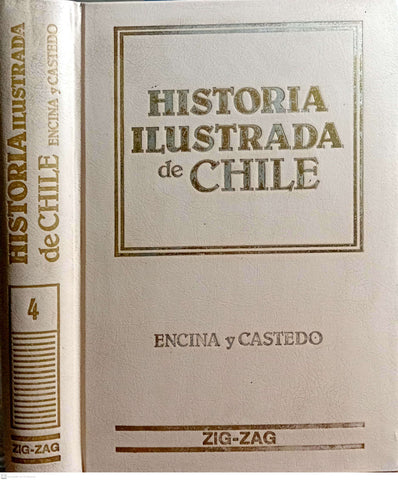 HISTORIA ILUSTRADA
de CHILE ENCINA y CASTEDO
4
ZIG-ZAG
HISTORIA
ILUSTRADA
de CHILE
ENCINA y CASTEDO
ZIG-ZAG